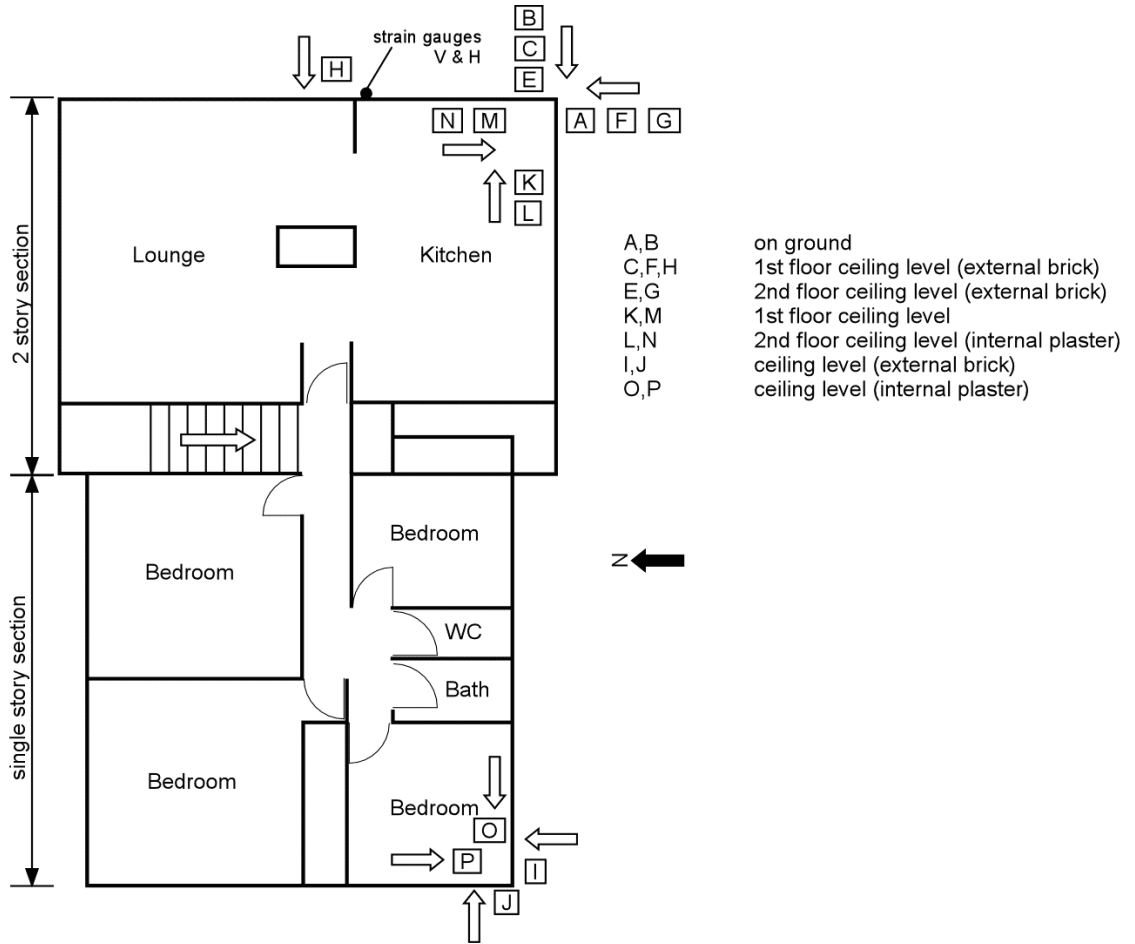 strain gauges
V & H
B
C
E
H
N M
A F G
K
L
2 story section
Lounge
Kitchen
A,B on ground
C,F,H 1st floor ceiling level (external brick)
E,G 2nd floor ceiling level (external brick)
K,M 1st floor ceiling level
L,N 2nd floor ceiling level (internal plaster)
I,J ceiling level (external brick)
O,P ceiling level (internal plaster)
single story section
Bedroom
Bedroom
N
WC
Bath
Bedroom
Bedroom
O
P
I
J